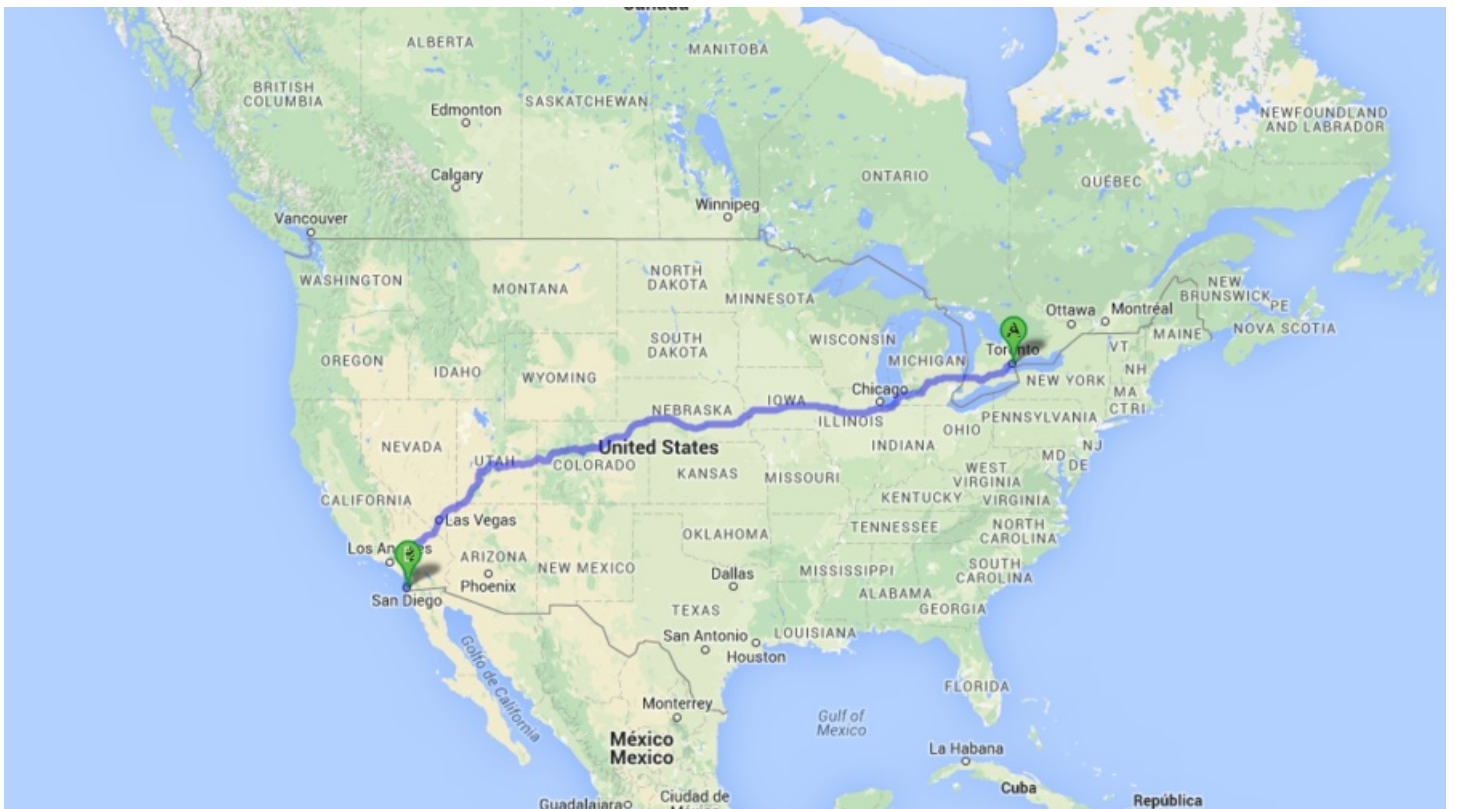 Canada
ALBERTA
MANITOBA
BRITISH
COLUMBIA
Edmonton
SASKATCHEWAN
NEWFOUNDLAND
AND LABRADOR
Calgary
ONTARIO
QUÉBEC
Vancouver
Winnipeg
WASHINGTON
MONTANA
NORTH
DAKOTA
MINNESOTA
NEW
BRUNSWICK
PE
Ottawa
Montréal
NOVA SCOTIA
MAINE
OREGON
IDAHO
WYOMING
SOUTH
DAKOTA
WISCONSIN
MICHIGAN
Toronto
VT
NH
NEW YORK
MA
CT
RI
Chicago
IOWA
NEBRASKA
ILLINOIS
INDIANA
OHIO
PENNSYLVANIA
NJ
NEVADA
UTAH
United States
COLORADO
KANSAS
MISSOURI
WEST
VIRGINIA
MD
DE
CALIFORNIA
KENTUCKY
VIRGINIA
Las Vegas
OKLAHOMA
TENNESSEE
NORTH
CAROLINA
Los Angeles
ARIZONA
NEW MEXICO
Phoenix
Dallas
MISSISSIPPI
SOUTH
CAROLINA
San Diego
ALABAMA
GEORGIA
TEXAS
San Antonio
Houston
LOUISIANA
Golfo de California
FLORIDA
Monterrey
Gulf of
Mexico
México
Mexico
La Habana
Cuba
República
Guadalajara
Ciudad de